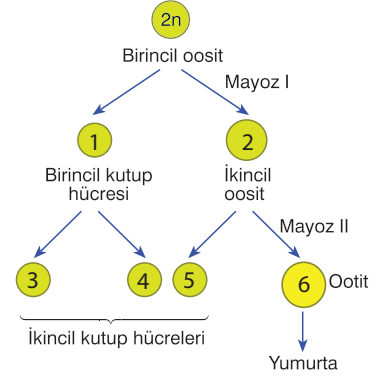 2n
Birincil oosit
Mayoz I
1
2
Birincil kutup
hücresi
İkincil
oosit
Mayoz II
3
4
5
6
Ootit
İkincil kutup hücreleri
Yumurta